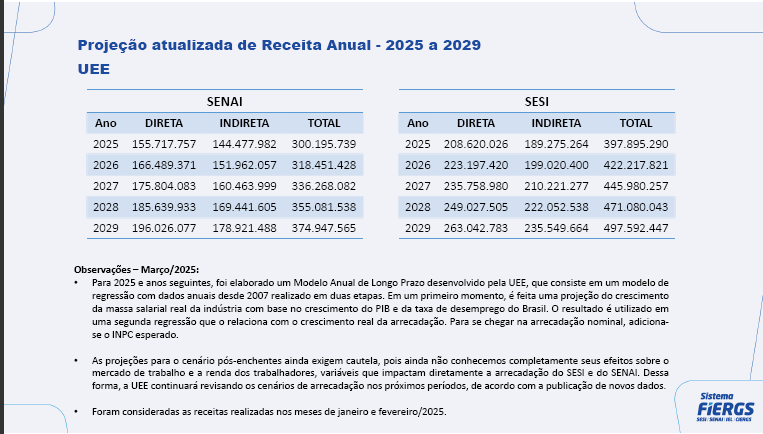 Projeção atualizada de Receita Anual - 2025 a 2029
UEE
SENAI
Ano DIRETA INDIRETA TOTAL
2025 155.717.757 144.477.982 300.195.739
2026 166.489.371 151.962.057 318.451.428
2027 175.804.083 160.463.999 336.268.082
2028 185.639.933 169.441.605 355.081.538
2029 196.026.077 178.921.488 374.947.565
SESI
Ano DIRETA INDIRETA TOTAL
2025 208.620.026 189.275.264 397.895.290
2026 223.197.420 199.020.400 422.217.821
2027 235.758.980 210.221.277 445.980.257
2028 249.027.505 222.052.538 471.080.043
2029 263.042.783 235.549.664 497.592.447
Observações – Março/2025:
• Para 2025 e anos seguintes, foi elaborado um Modelo Anual de Longo Prazo desenvolvido pela UEE, que consiste em um modelo de
regressão com dados anuais desde 2007 realizado em duas etapas. Em um primeiro momento, é feita uma projeção do crescimento
da massa salarial real da indústria com base no crescimento do PIB e da taxa de desemprego do Brasil. O resultado é utilizado em
uma segunda regressão que o relaciona com o crescimento real da arrecadação. Para se chegar na arrecadação nominal, adiciona-
se o INPC esperado.
• As projeções para o cenário pós-enchentes ainda exigem cautela, pois ainda não conhecemos completamente seus efeitos sobre o
mercado de trabalho e a renda dos trabalhadores, variáveis que impactam diretamente a arrecadação do SESI e do SENAI. Dessa
forma, a UEE continuará revisando os cenários de arrecadação nos próximos períodos, de acordo com a publicação de novos dados.
• Foram consideradas as receitas realizadas nos meses de janeiro e fevereiro/2025.
Sistema
FIERGS
SESI SENAI IEL CIERGS